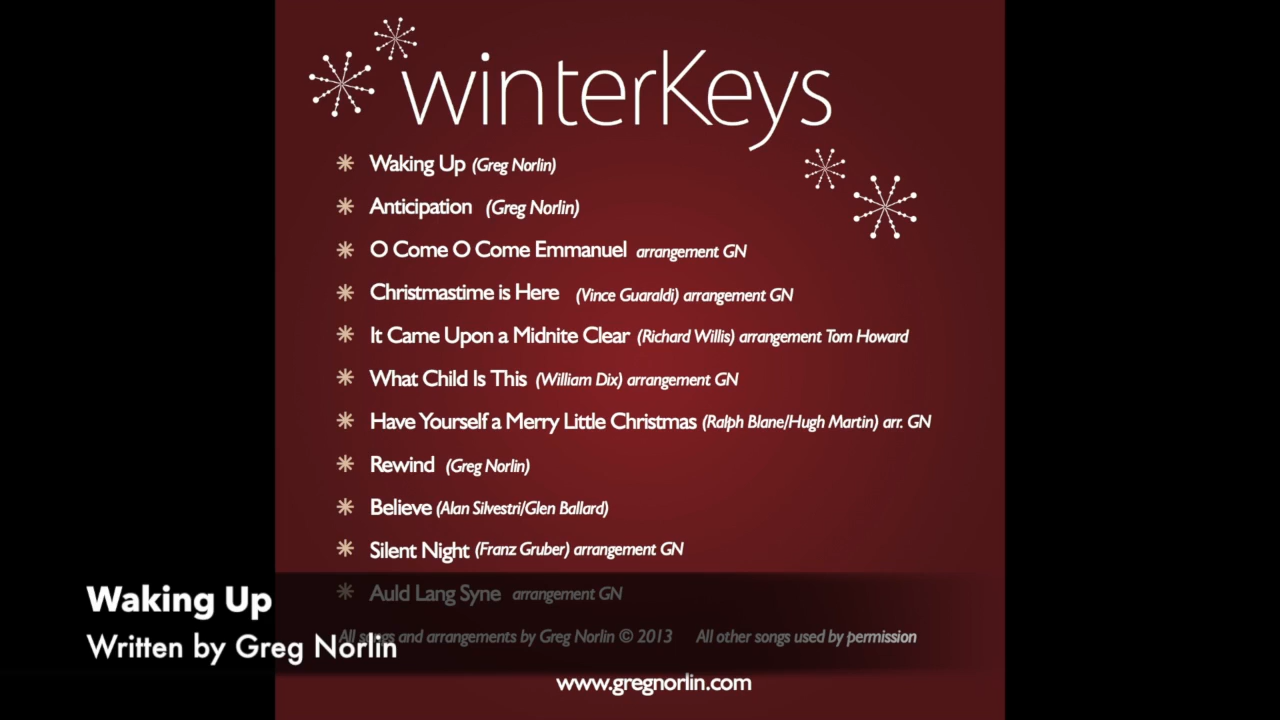 winterKeys
Waking Up (Greg Norlin)
Anticipation (Greg Norlin)
O Come O Come Emmanuel arrangement GN
Christmastime is Here (Vince Guaraldi) arrangement GN
It Came Upon a Midnite Clear (Richard Willis) arrangement Tom Howard
What Child Is This (William Dix) arrangement GN
Have Yourself a Merry Little Christmas (Ralph Blane/Hugh Martin) arr. GN
Rewind (Greg Norlin)
Believe (Alan Silvestri/Glen Ballard)
Silent Night (Franz Gruber) arrangement GN
Auld Lang Syne arrangement GN
Waking Up
All songs and arrangements by Greg Norlin © 2013 All other songs used by permission
Written by Greg Norlin
www.gregnorlin.com